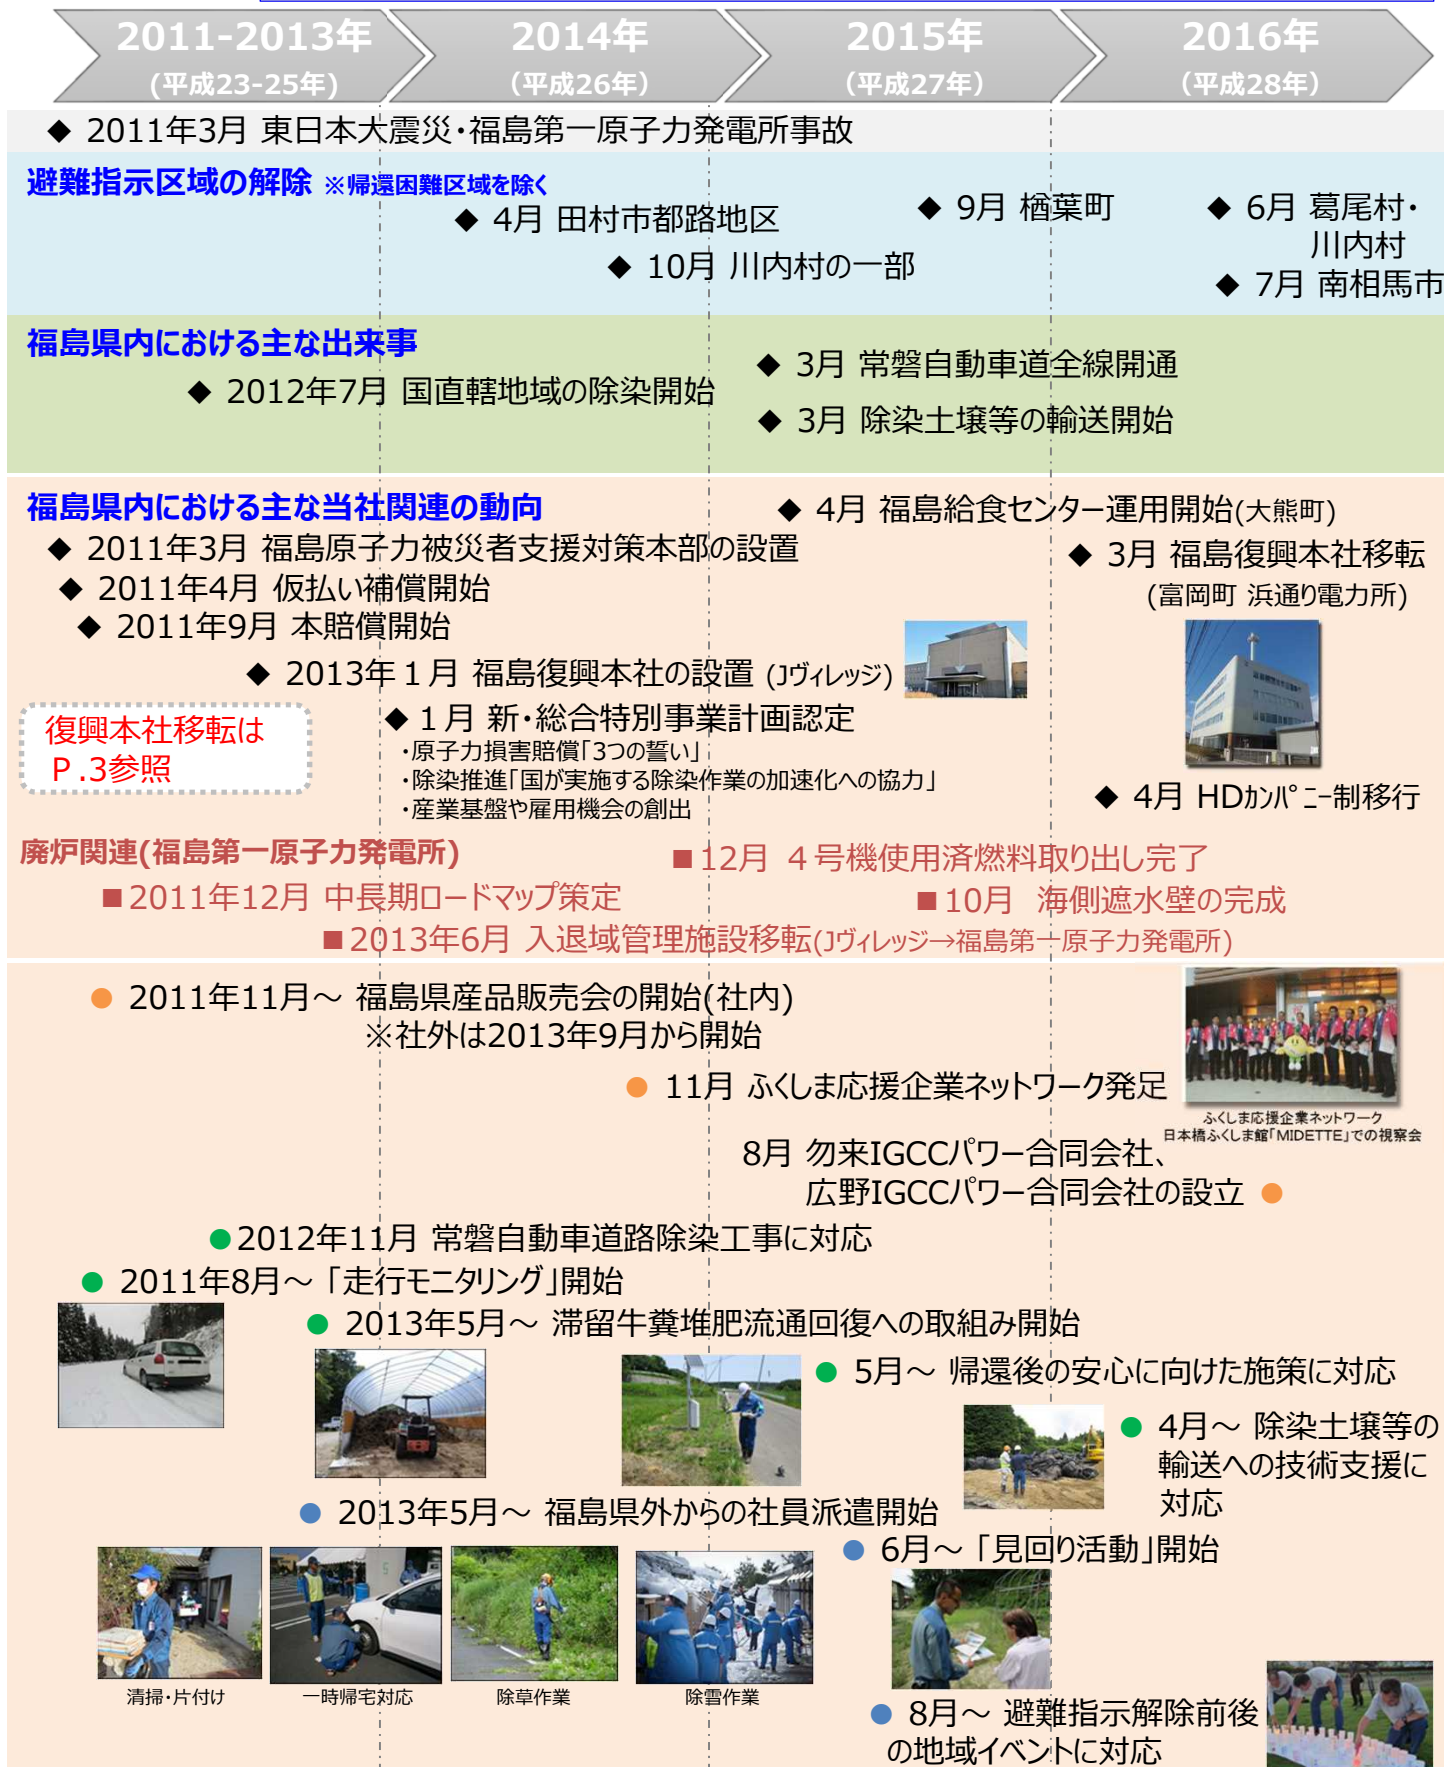 2011-2013年
(平成23-25年)
2014年
(平成26年)
2015年
(平成27年)
2016年
(平成28年)
◆ 2011年3月 東日本大震災・福島第一原子力発電所事故
避難指示区域の解除 ※帰還困難区域を除く
◆ 4月 田村市都路地区
◆ 10月 川内村の一部
◆ 9月 楢葉町
◆ 6月 葛尾村・
川内村
◆ 7月 南相馬市
福島県内における主な出来事
◆ 2012年7月 国直轄地域の除染開始
◆ 3月 常磐自動車道全線開通
◆ 3月 除染土壌等の輸送開始
福島県内における主な当社関連の動向
◆ 4月 福島給食センター運用開始(大熊町)
◆ 2011年3月 福島原子力被災者支援対策本部の設置
◆ 3月 福島復興本社移転
(富岡町 浜通り電力所)
◆ 2011年4月 仮払い補償開始
◆ 2011年9月 本賠償開始
◆ 2013年１月 福島復興本社の設置 (Jヴィレッジ)
復興本社移転は
Ｐ.3参照
◆１月 新・総合特別事業計画認定
・原子力損害賠償「3つの誓い」
・除染推進「国が実施する除染作業の加速化への協力」
・産業基盤や雇用機会の創出
◆ 4月 HDｶﾝﾊﾟﾆｰ制移行
廃炉関連(福島第一原子力発電所)
■12月 ４号機使用済燃料取り出し完了
■2011年12月 中長期ロードマップ策定
■10月 海側遮水壁の完成
■2013年6月 入退域管理施設移転(Jヴィレッジ→福島第一原子力発電所)
● 2011年11月～ 福島県産品販売会の開始(社内)
※社外は2013年9月から開始
● 11月 ふくしま応援企業ネットワーク発足
ふくしま応援企業ネットワーク
日本橋ふくしま館「MIDETTE」での視察会
8月 勿来IGCCパワー合同会社、
広野IGCCパワー合同会社の設立 ●
●2012年11月 常磐自動車道路除染工事に対応
● 2011年8月～「走行モニタリング」開始
● 2013年5月～ 滞留牛糞堆肥流通回復への取組み開始
● 5月～ 帰還後の安心に向けた施策に対応
● 4月～ 除染土壌等の
輸送への技術支援に
対応
● 2013年5月～ 福島県外からの社員派遣開始
● 6月～「見回り活動」開始
清掃・片付け
一時帰宅対応
除草作業
除雪作業
● 8月～ 避難指示解除前後
の地域イベントに対応